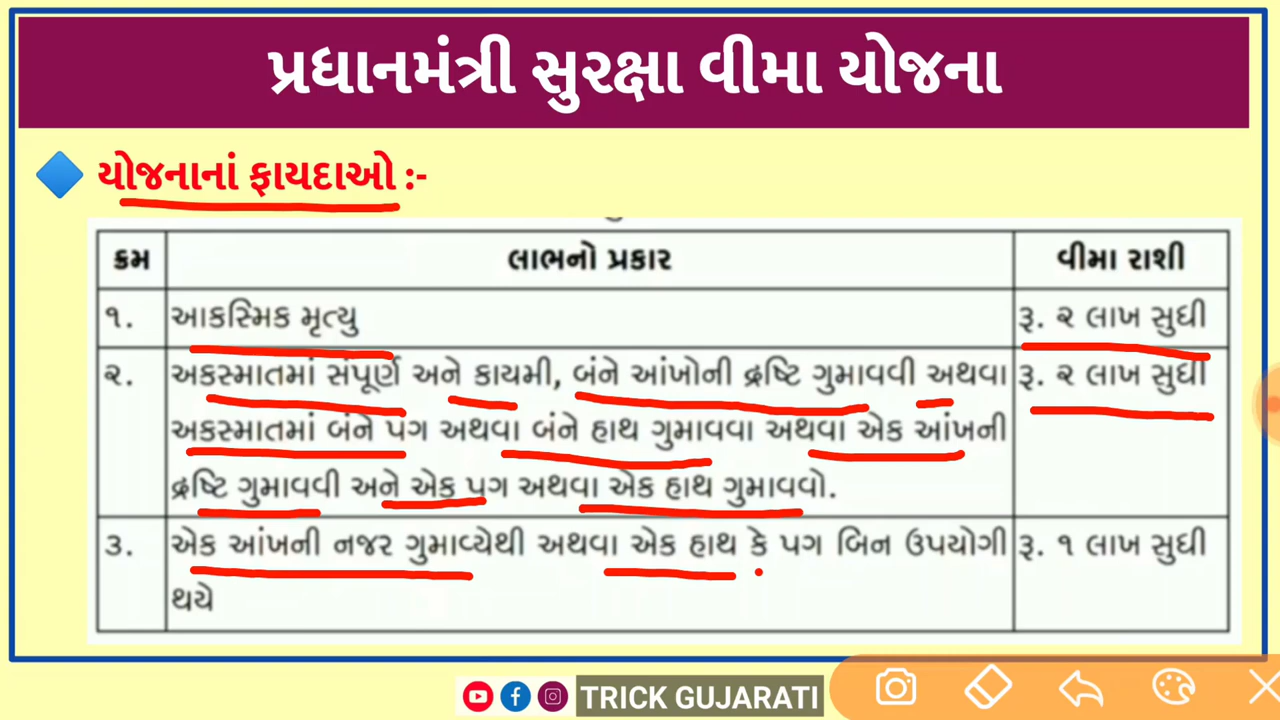 પ્રધાનમંત્રી સુરક્ષા વીમા યોજના
યોજનાનાં ફાયદાઓ :-
ક્રમ લાભનો પ્રકાર વીમા રાશી
૧. આકસ્મિક મૃત્યુ રૂ. ૨ લાખ સુધી
૨. અકસ્માતમાં સંપૂર્ણ અને કાયમી, બંને આંખોની દ્રષ્ટિ ગુમાવવી અથવા રૂ. ૨ લાખ સુધી
અકસ્માતમાં બંને પગ અથવા બંને હાથ ગુમાવવા અથવા એક આંખની
દ્રષ્ટિ ગુમાવવી અને એક પગ અથવા એક હાથ ગુમાવવો.
૩. એક આંખની નજર ગુમાવ્યેથી અથવા એક હાથ કે પગ બિન ઉપયોગી રૂ. ૧ લાખ સુધી
થયે
TRICK GUJARATI